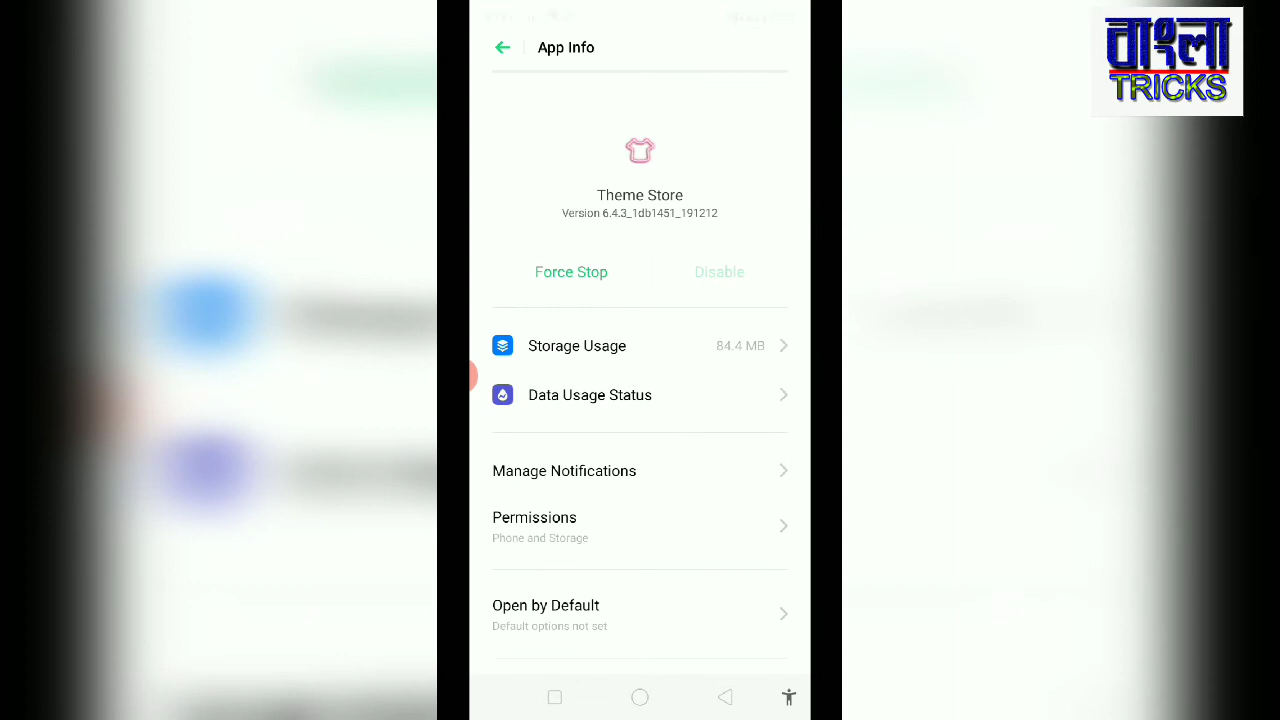 App Info
বাংলা
TRICKS
Theme Store
Version 6.4.3_1db1451_191212
Force Stop
Disable
Storage Usage
84.4 MB
Data Usage Status
Manage Notifications
Permissions
Phone and Storage
Open by Default
Default options not set